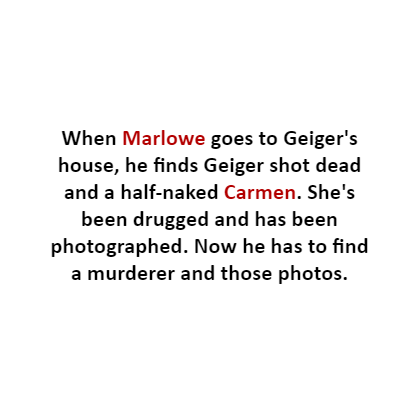 When Marlowe goes to Geiger's
house, he finds Geiger shot dead
and a half-naked Carmen. She's
been drugged and has been
photographed. Now he has to find
a murderer and those photos.